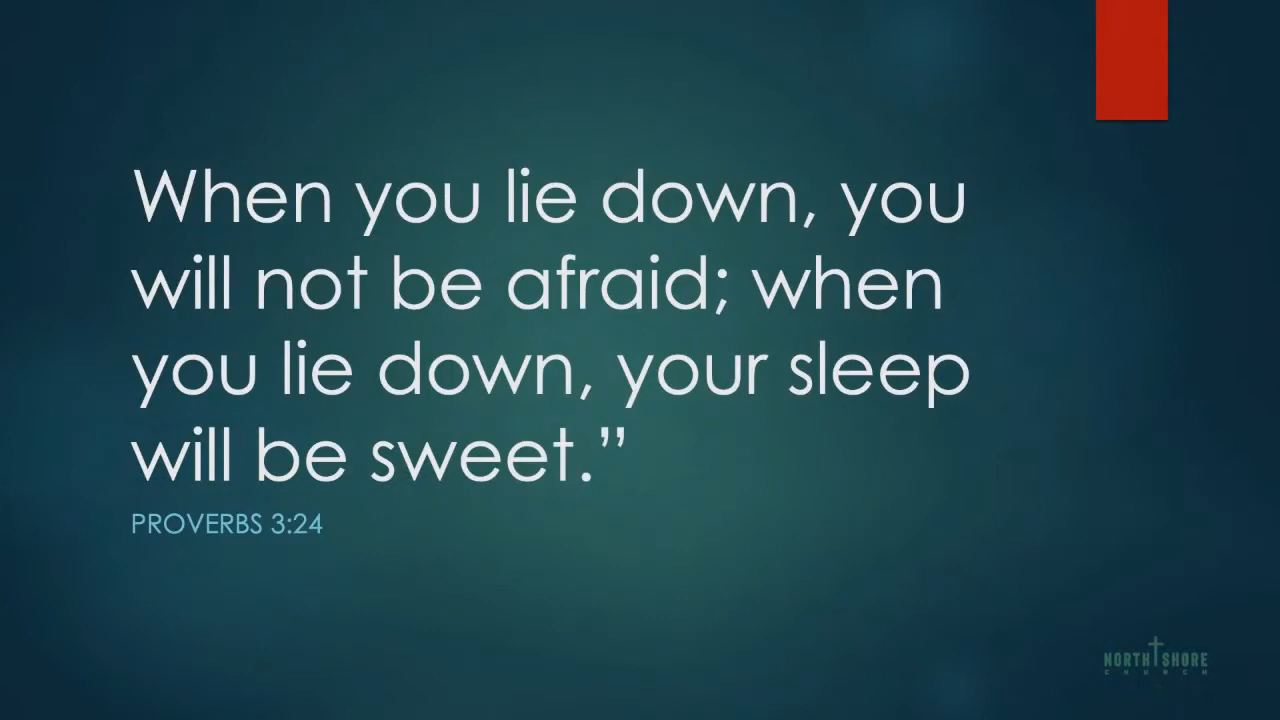 When you lie down, you
will not be afraid; when
you lie down, your sleep
will be sweet.”
PROVERBS 3:24
NORTH SHORE
CHURCH